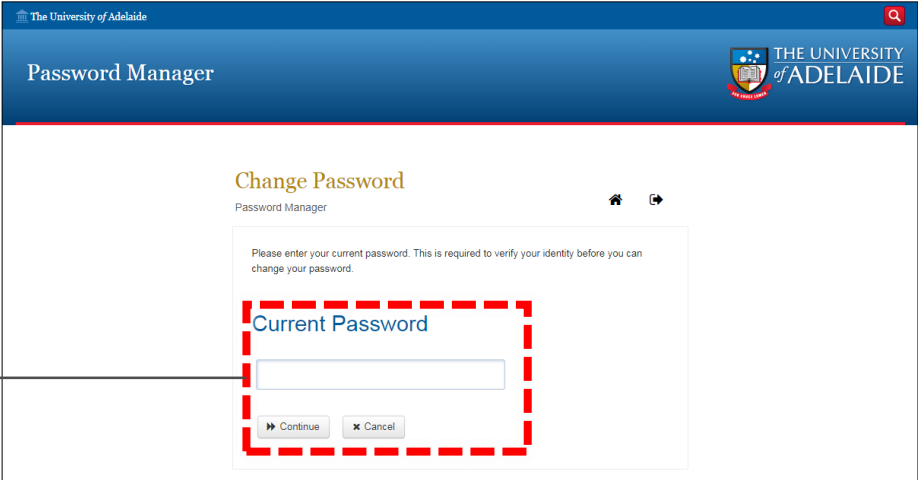 The University of Adelaide
Password Manager
THE UNIVERSITY
of ADELAIDE
Change Password
Password Manager
Please enter your current password. This is required to verify your identity before you can
change your password.
Current Password
Continue
Cancel